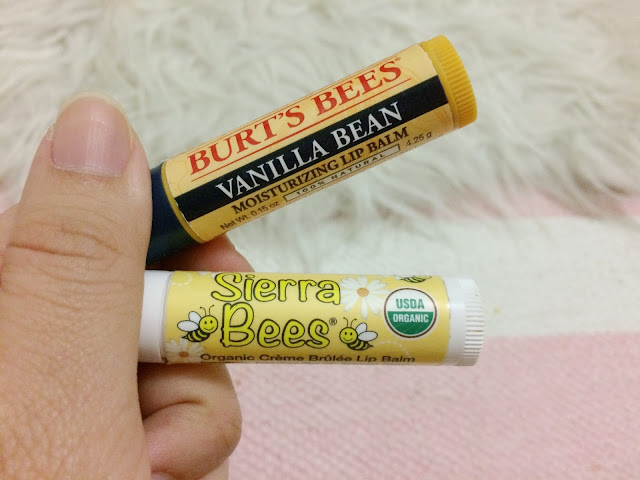 BURT'S BEES®
VANILLA BEAN
MOISTURIZING LIP BALM
Net Wt. 0.15 oz
100% NATURAL
4.25 g
Sierra
Bees®
USDA
ORGANIC
Organic Crème Brûlée Lip Balm